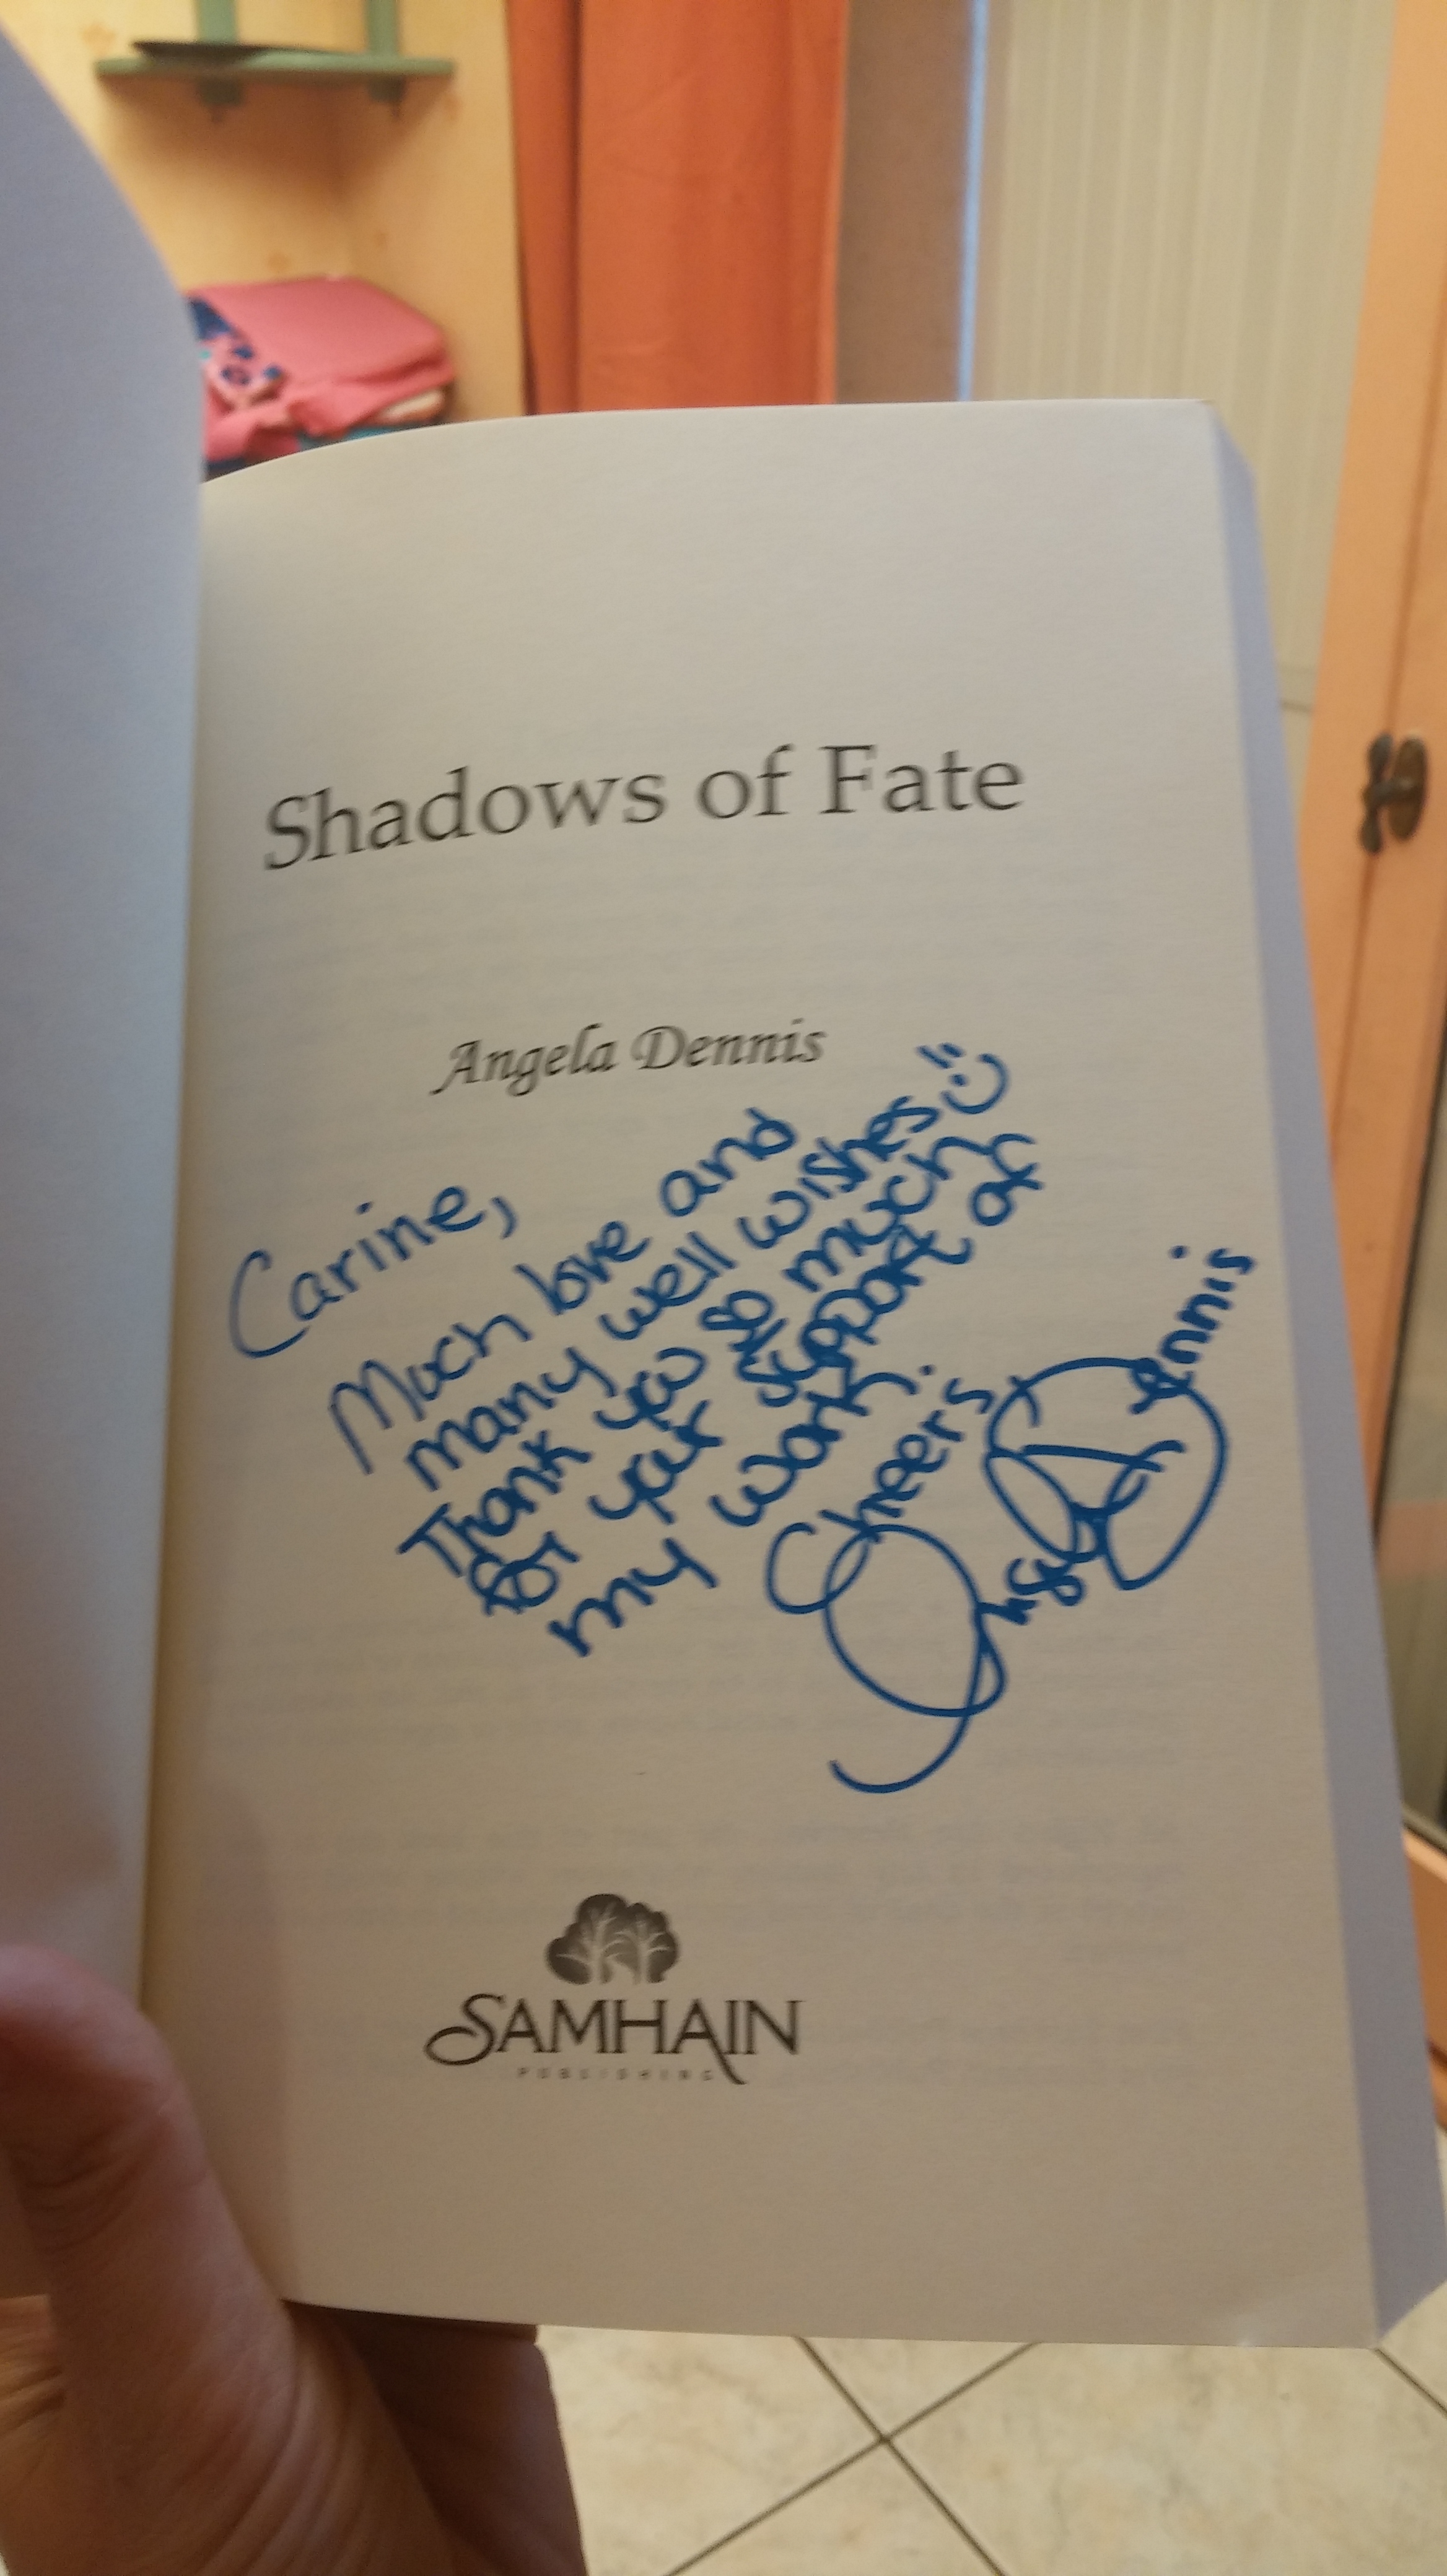 Shadows of Fate
Angela Dennis
Carine,
Much love and
many well wishes
Thank you so much
for your support of
my work.
Cheers
Angela Dennis
SAMHAIN
PUBLISHING